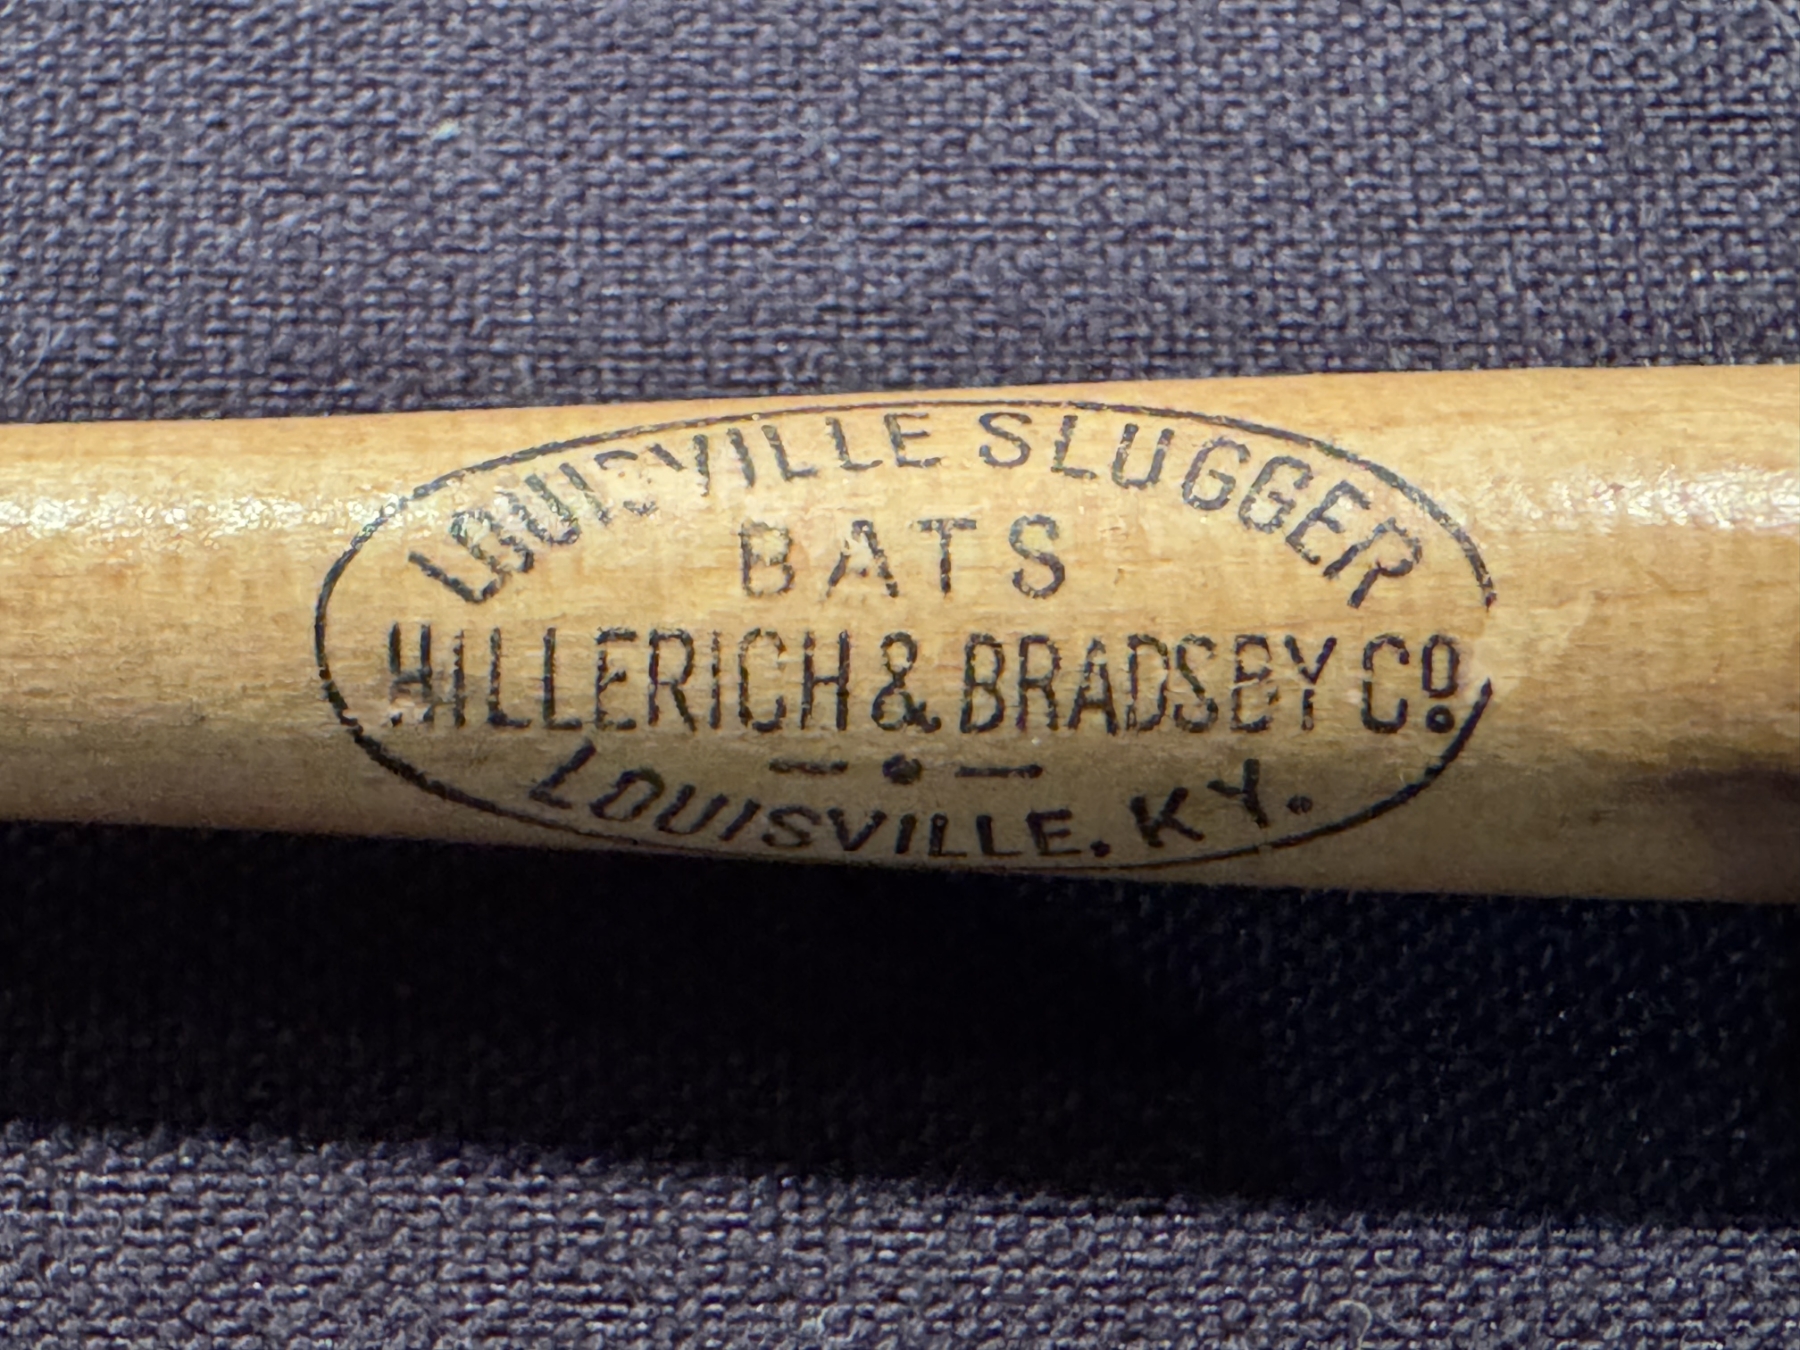 LOUISVILLE SLUGGER
BATS
HILLERICH & BRADSBY Co.
LOUISVILLE. KY.